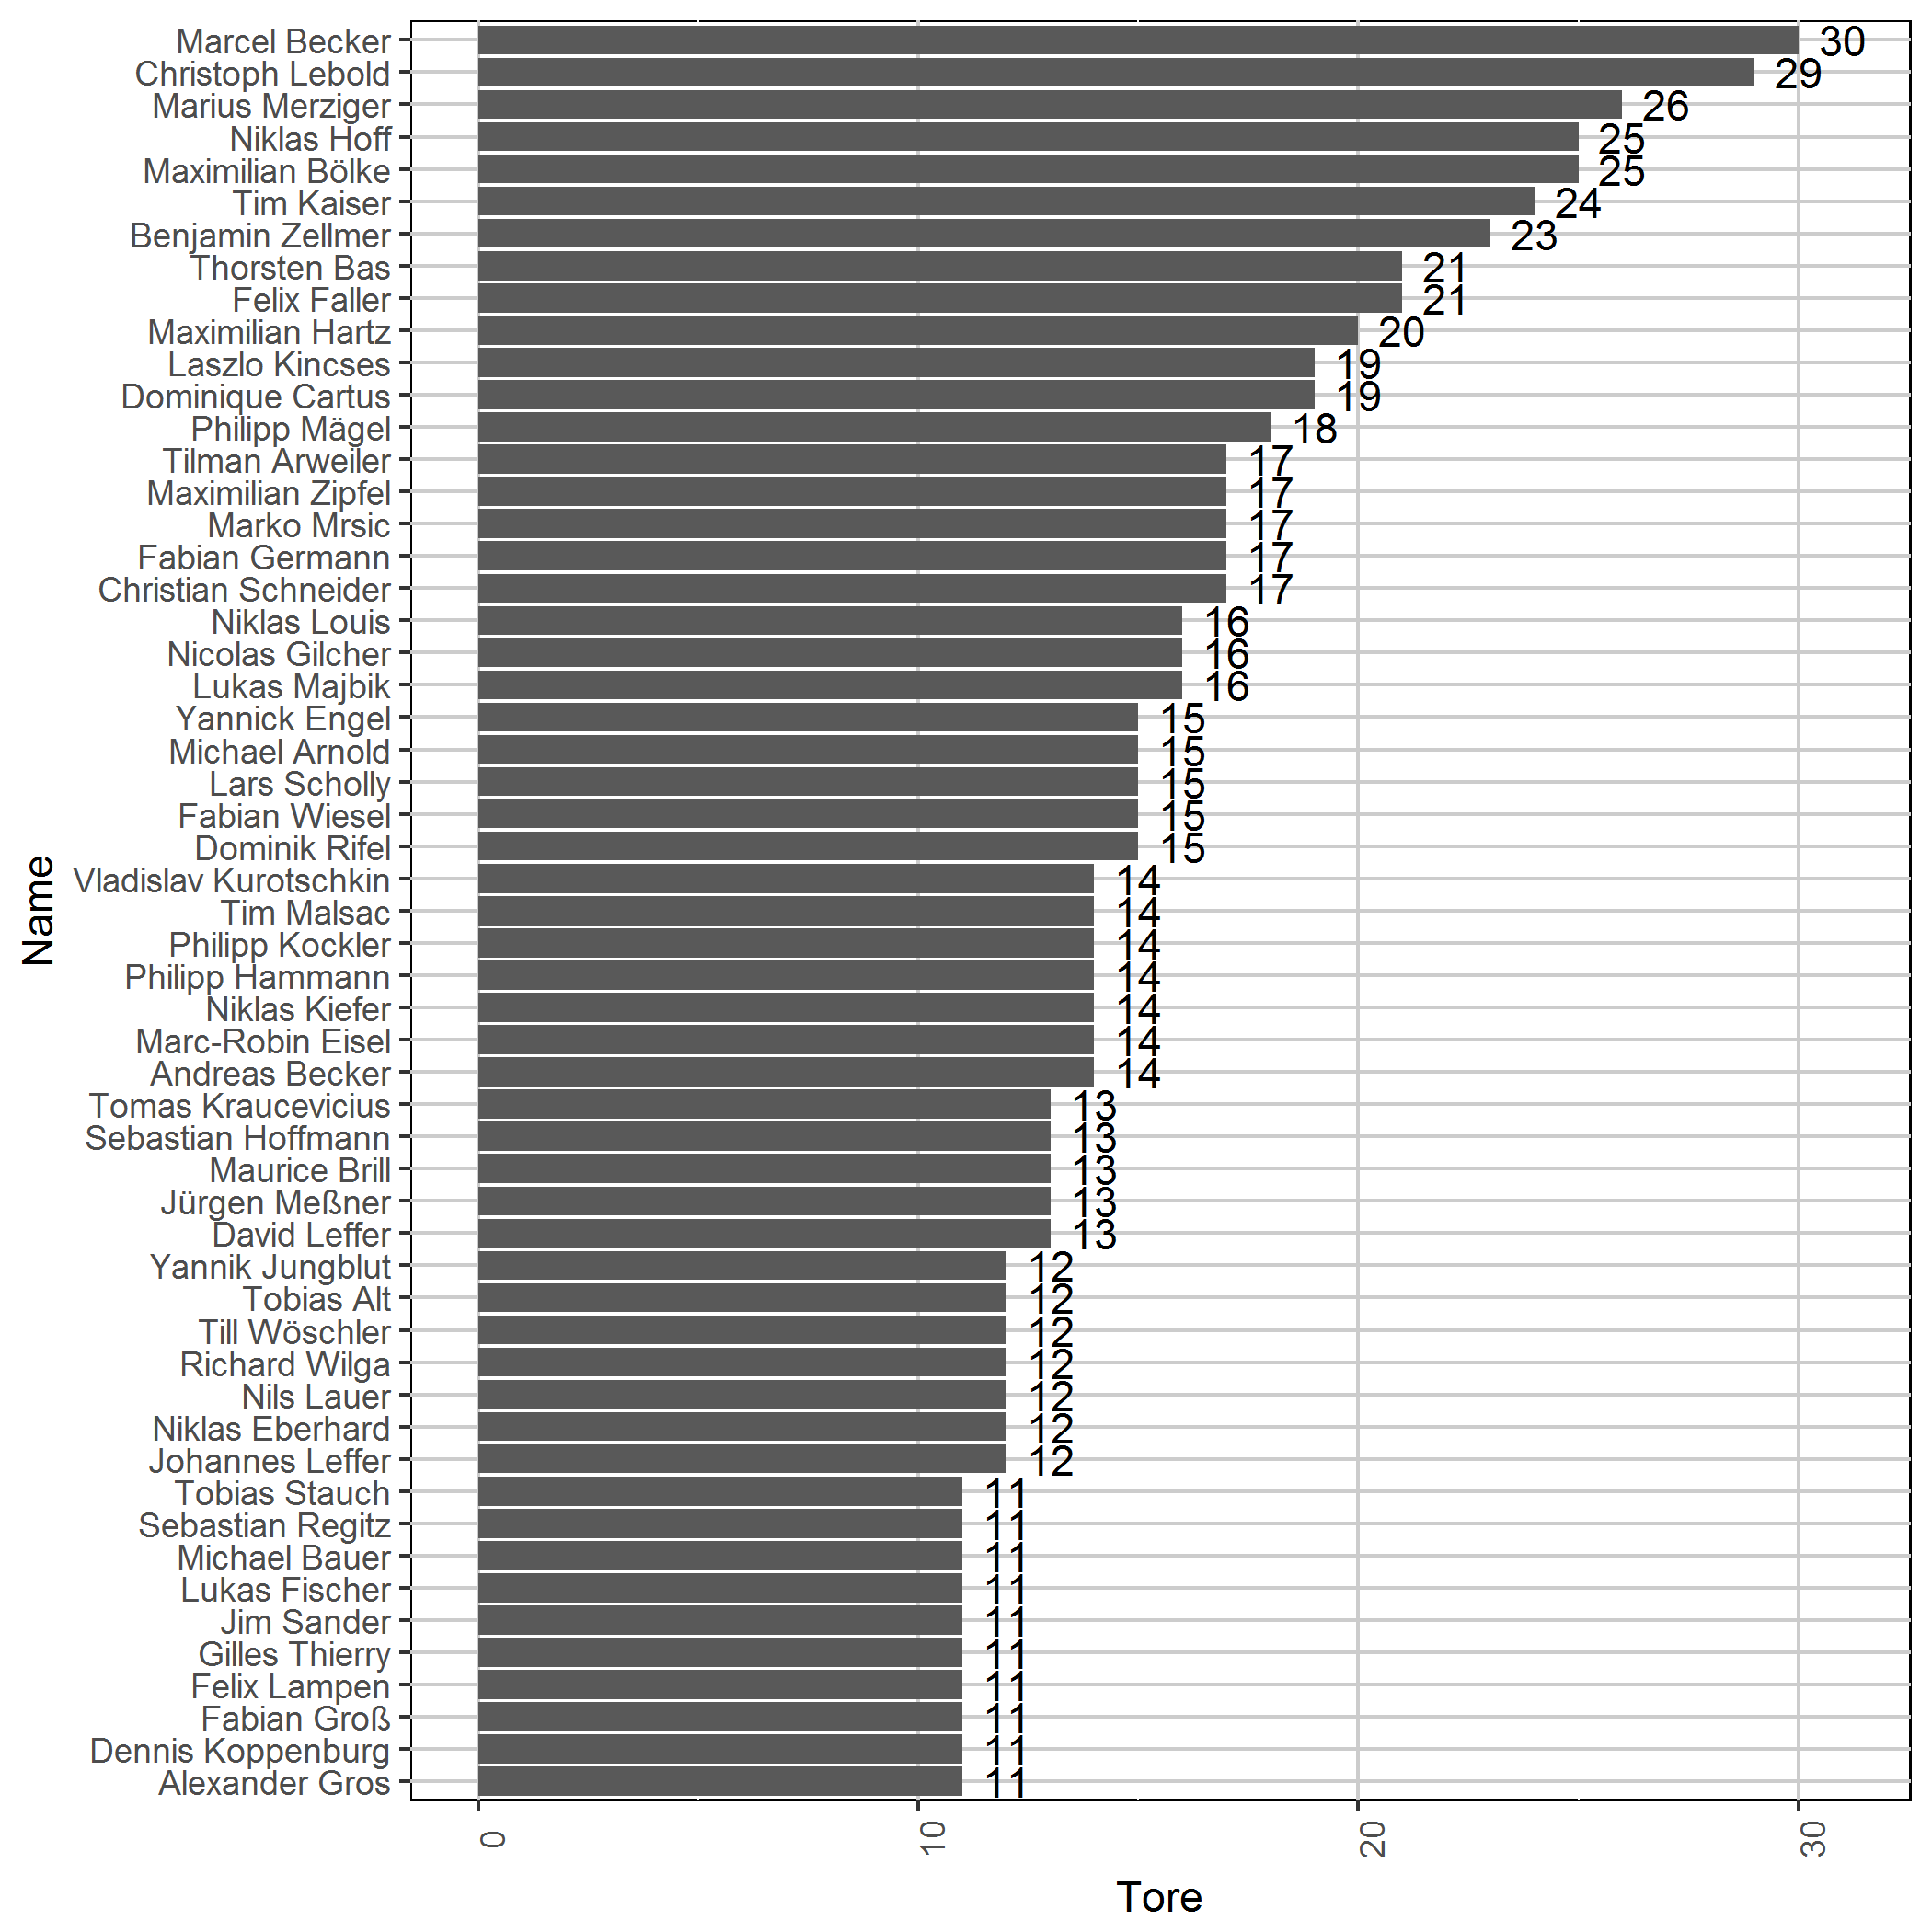 Marcel Becker 30
Christoph Lebold 29
Marius Merziger 26
Niklas Hoff 25
Maximilian Bölke 25
Tim Kaiser 24
Benjamin Zellmer 23
Thorsten Bas 21
Felix Faller 21
Maximilian Hartz 20
Laszlo Kincses 19
Dominique Cartus 19
Philipp Mägel 18
Tilman Arweiler 17
Maximilian Zipfel 17
Marko Mrsic 17
Fabian Germann 17
Christian Schneider 17
Niklas Louis 16
Nicolas Gilcher 16
Lukas Majbik 16
Yannick Engel 15
Michael Arnold 15
Lars Scholly 15
Fabian Wiesel 15
Dominik Rifel 15
Vladislav Kurotschkin 14
Tim Malsac 14
Philipp Kockler 14
Philipp Hammann 14
Niklas Kiefer 14
Marc-Robin Eisel 14
Andreas Becker 14
Tomas Kraucevicius 13
Sebastian Hoffmann 13
Maurice Brill 13
Jürgen Meßner 13
David Leffer 13
Yannik Jungblut 12
Tobias Alt 12
Till Wöschler 12
Richard Wilga 12
Nils Lauer 12
Niklas Eberhard 12
Johannes Leffer 12
Tobias Stauch 11
Sebastian Regitz 11
Michael Bauer 11
Lukas Fischer 11
Jim Sander 11
Gilles Thierry 11
Felix Lampen 11
Fabian Groß 11
Dennis Koppenburg 11
Alexander Gros 11
Name
0 10 20 30
Tore